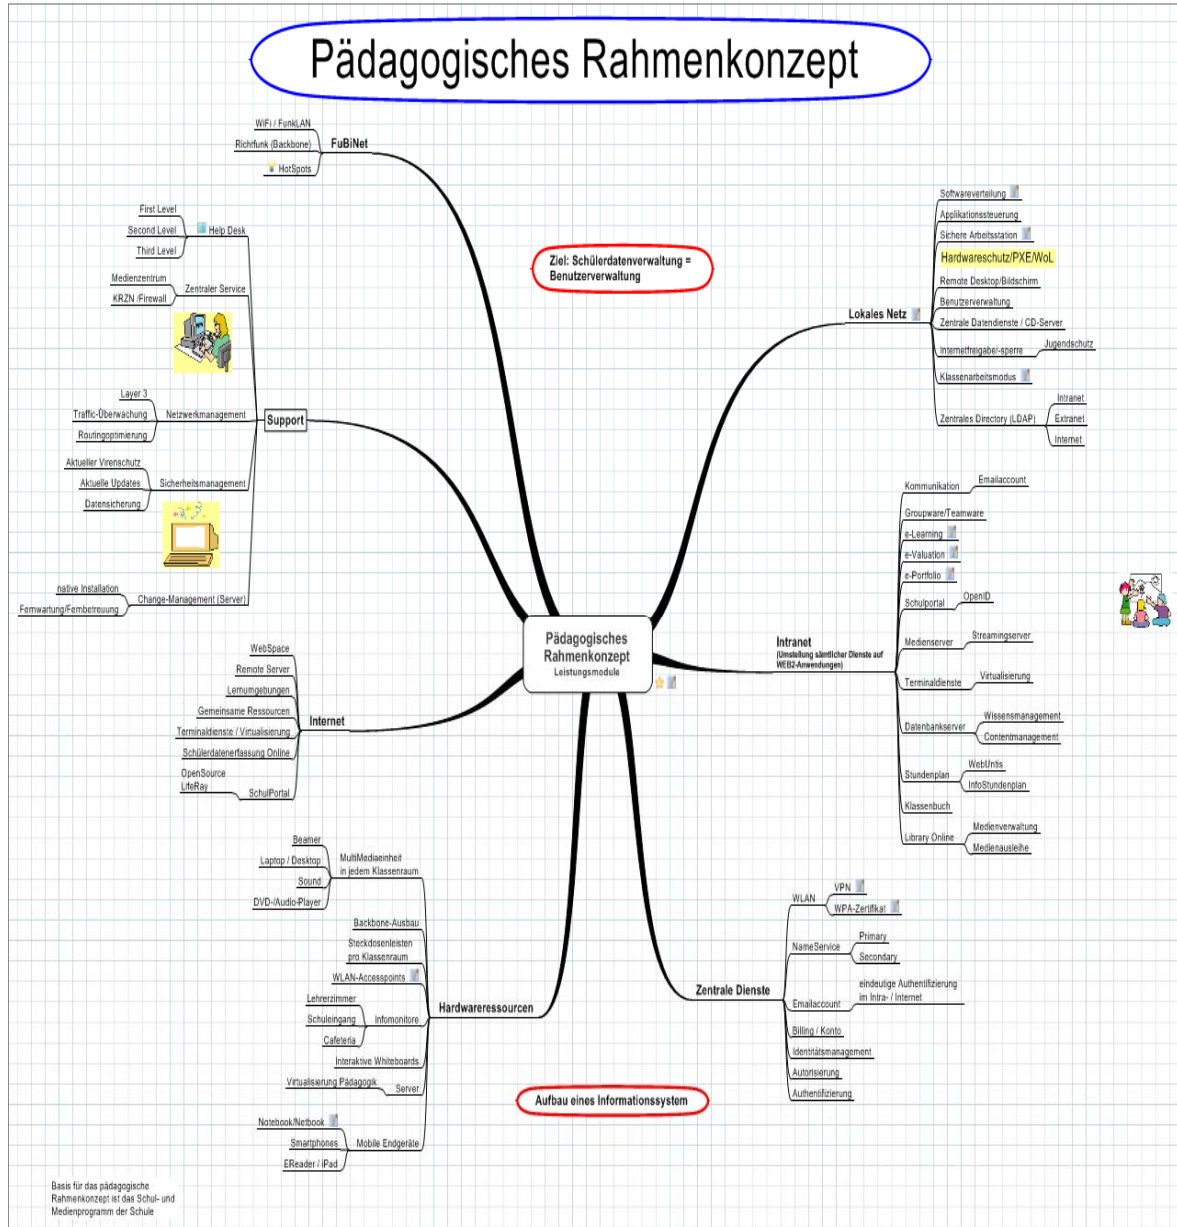 Pädagogisches Rahmenkonzept
WiFi / FunkLAN
Richtfunk (Backbone)
HotSpots
FuBiNet
First Level
Second Level
Third Level
Help Desk
Medienzentrum
KRZN /Firewall
Zentraler Service
Layer 3
Traffic-Überwachung
Routingoptimierung
Netzwerkmanagement
Support
Aktueller Virenschutz
Aktuelle Updates
Datensicherung
Sicherheitsmanagement
native Installation
Fernwartung/Fernbetreuung
Change-Management (Server)
Ziel: Schülerdatenverwaltung =
Benutzerverwaltung
Lokales Netz
Softwareverteilung
Applikationssteuerung
Sichere Arbeitsstation
Hardwareschutz/PXE/WoL
Remote Desktop/Bildschirm
Benutzerverwaltung
Zentrale Datendienste / CD-Server
Internetfreigabe/-sperre
Jugendschutz
Klassenarbeitsmodus
Zentrales Directory (LDAP)
Intranet
Extranet
Internet
Pädagogisches
Rahmenkonzept
Leistungsmodule
Intranet
(Umstellung sämtlicher Dienste auf
WEB2-Anwendungen)
Kommunikation
Emailaccount
Groupware/Teamware
e-Learning
e-Valuation
e-Portfolio
Schulportal
OpenID
Medienserver
Streamingserver
Terminaldienste
Virtualisierung
Datenbankserver
Wissensmanagement
Contentmanagement
Stundenplan
WebUntis
InfoStundenplan
Klassenbuch
Library Online
Medienverwaltung
Medienausleihe
WebSpace
Remote Server
Lernumgebungen
Gemeinsame Ressourcen
Terminaldienste / Virtualisierung
Schülerdatenerfassung Online
OpenSource
LifeRay
SchulPortal
Internet
Beamer
Laptop / Desktop
Sound
DVD-/Audio-Player
MultiMediaeinheit
in jedem Klassenraum
Backbone-Ausbau
Steckdosenleisten
pro Klassenraum
WLAN-Accesspoints
Lehrerzimmer
Schuleingang
Cafeteria
Infomonitore
Interaktive Whiteboards
Virtualisierung Pädagogik
Server
Notebook/Netbook
Smartphones
EReader / iPad
Mobile Endgeräte
Hardwareressourcen
Zentrale Dienste
WLAN
VPN
WPA-Zertifikat
NameService
Primary
Secondary
Emailaccount
eindeutige Authentifizierung
im Intra- / Internet
Billing / Konto
Identitätsmanagement
Autorisierung
Authentifizierung
Aufbau eines Informationssystem
Basis für das pädagogische
Rahmenkonzept ist das Schul- und
Medienprogramm der Schule